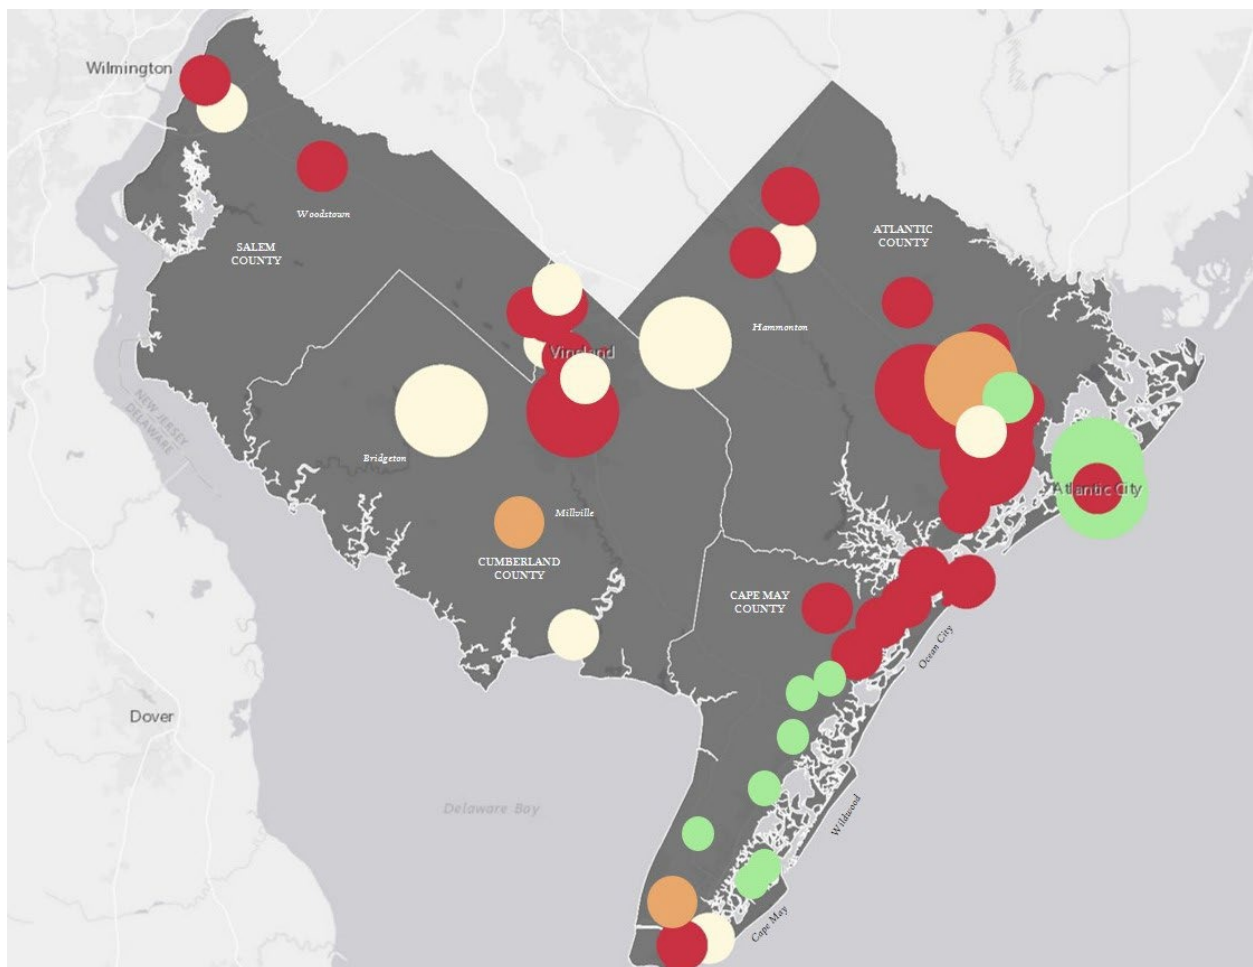 Wilmington
Woodstown
SALEM
COUNTY
ATLANTIC
COUNTY
Hammonton
Vineland
NEW JERSEY
DELAWARE
Bridgeton
Millville
Atlantic City
CUMBERLAND
COUNTY
CAPE MAY
COUNTY
Ocean City
Dover
Delaware Bay
Wildwood
Cape May